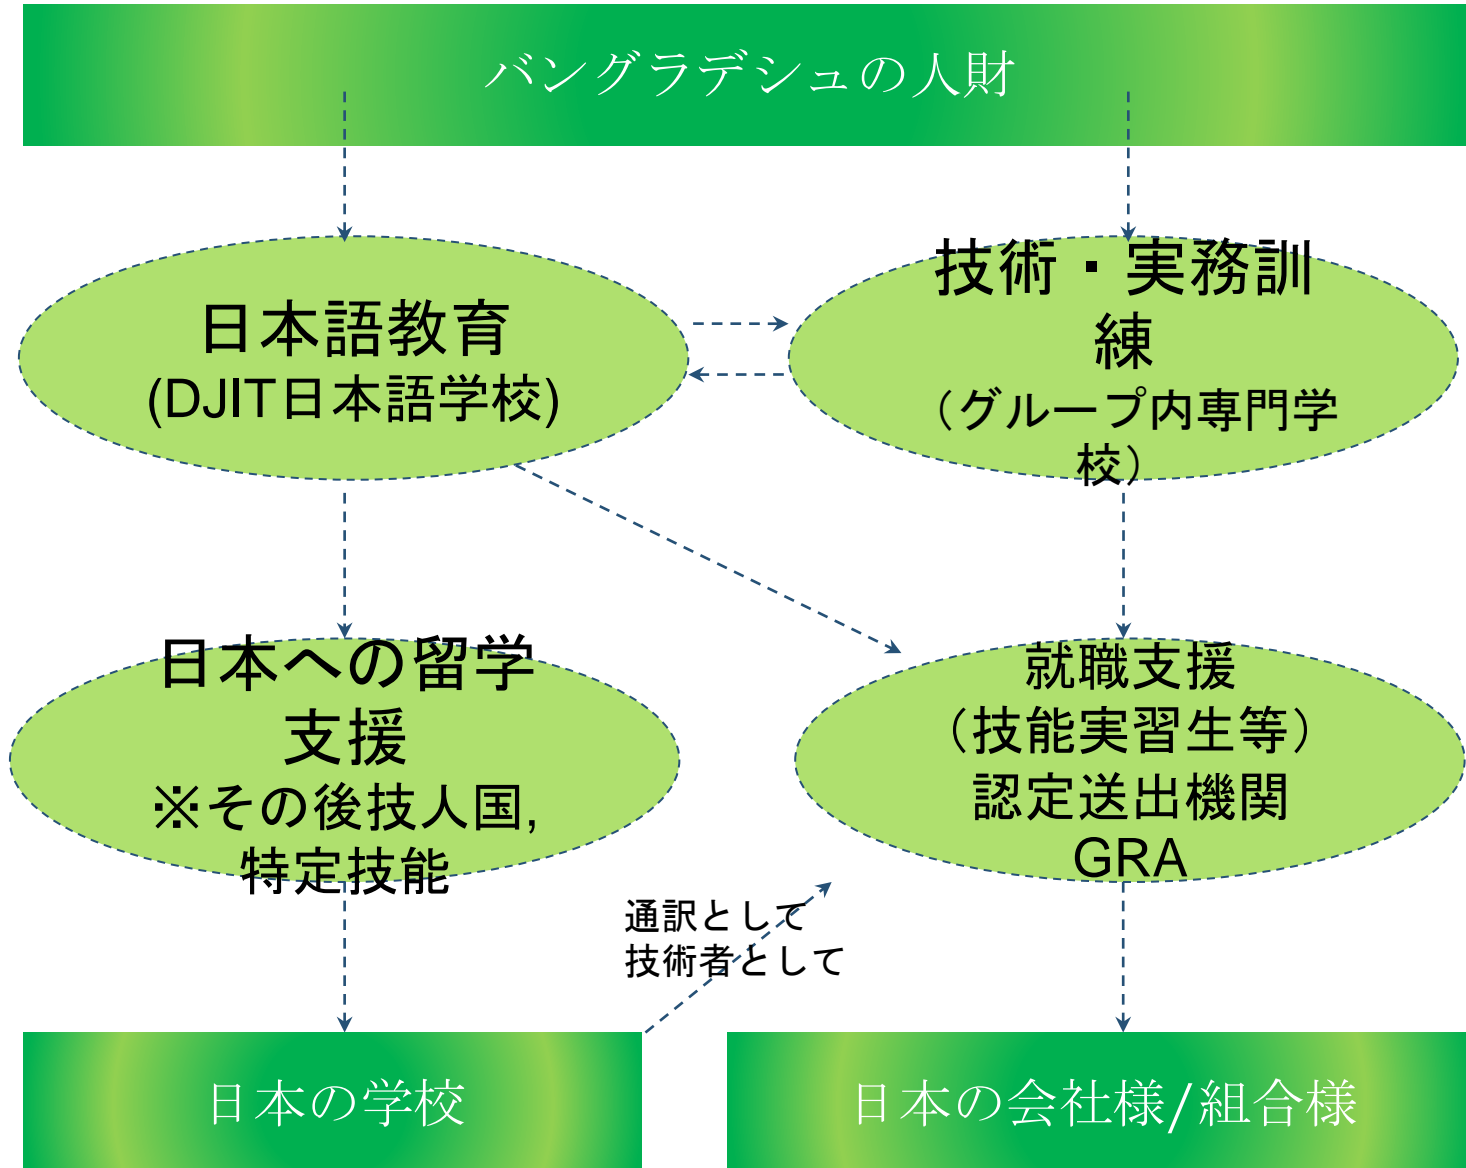 バングラデシュの人財
日本語教育
(DJIT日本語学校)
技術・実務訓
練
（グループ内専門学
校）
日本への留学
支援
※その後技人国,
特定技能
就職支援
（技能実習生等）
認定送出機関
GRA
通訳として
技術者として
日本の学校
日本の会社様/組合様